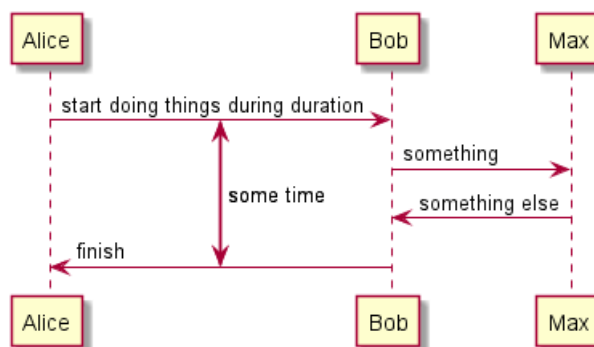 Alice Bob Max
start doing things during duration
something
some time
something else
finish
Alice Bob Max